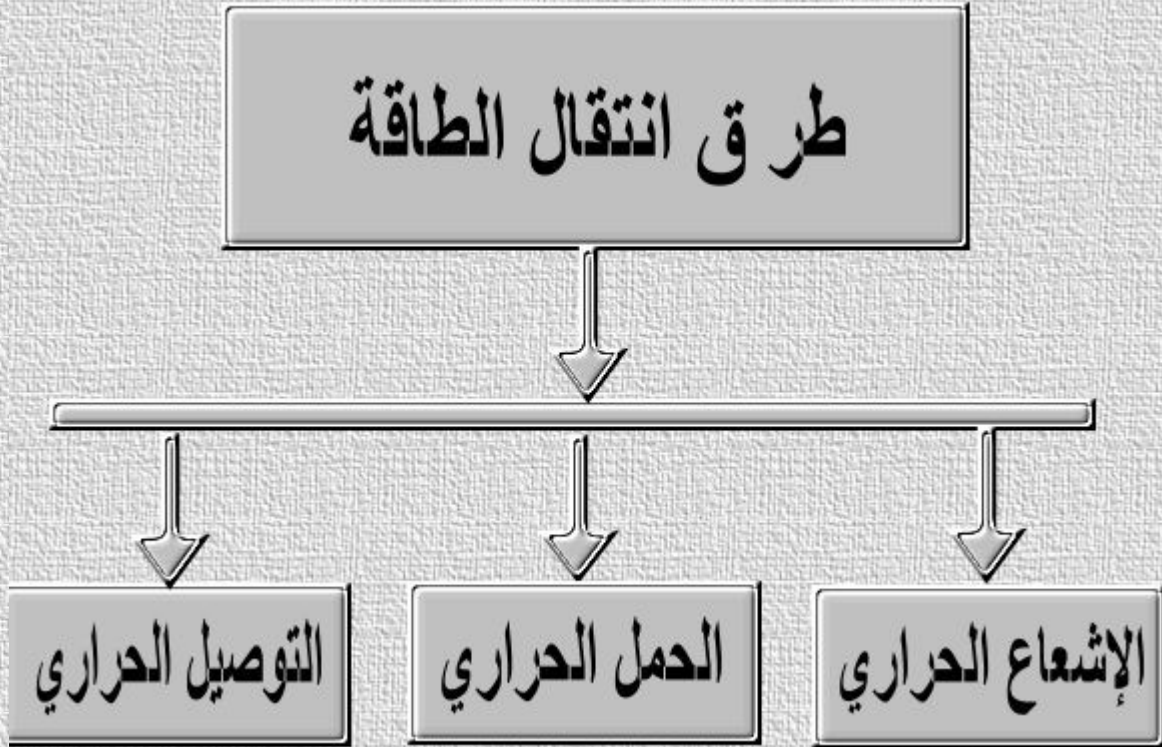 طر ق انتقال الطاقة
الإشعاع الحراري
الحمل الحراري
التوصيل الحراري